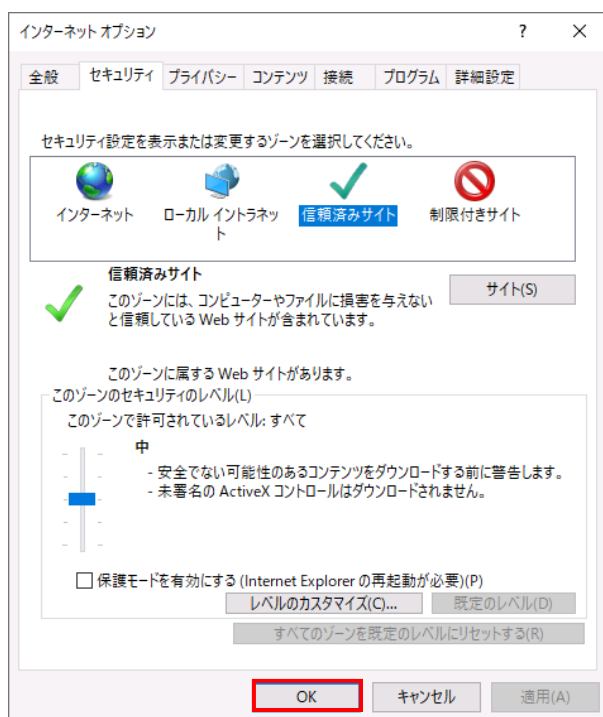 インターネット オプション
?
×
全般 セキュリティ プライバシー コンテンツ 接続 プログラム 詳細設定
セキュリティ設定を表示または変更するゾーンを選択してください。
インターネット
ローカル イントラネッ
ト
信頼済みサイト
制限付きサイト
信頼済みサイト
サイト(S)
このゾーンには、コンピューターやファイルに損害を与えない
と信頼している Web サイトが含まれています。
このゾーンに属する Web サイトがあります。
このゾーンのセキュリティのレベル(L)
このゾーンで許可されているレベル: すべて
中
- 安全でない可能性のあるコンテンツをダウンロードする前に警告します。
- 未署名の ActiveX コントロールはダウンロードされません。
保護モードを有効にする (Internet Explorer の再起動が必要)(P)
レベルのカスタマイズ(C)... 既定のレベル(D)
すべてのゾーンを既定のレベルにリセットする(R)
OK キャンセル 適用(A)